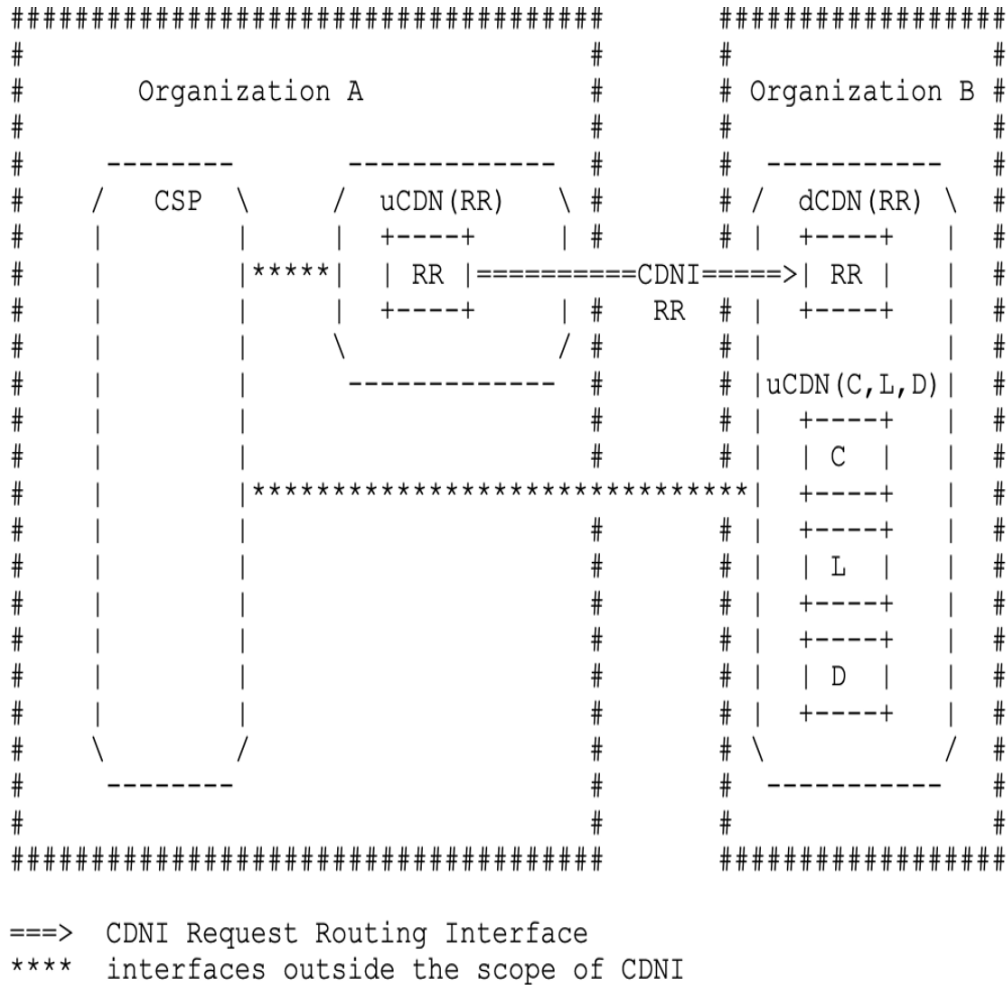 #####################################       ##################
#                                   #       #                #
#       Organization A              #       # Organization B #
#                                   #       #                #
#     --------       -------------  #       #  -----------   #
#    /   CSP  \     /  uCDN(RR)   \ #       # /  dCDN(RR) \  #
#    |        |     |  +----+     | #       # |  +----+   |  #
#    |        |*****|  | RR |==========CDNI=====>| RR |   |  #
#    |        |     |  +----+     | #   RR  # |  +----+   |  #
#    |        |     \             / #       # |           |  #
#    |        |      -------------  #       # |uCDN(C,L,D)|  #
#    |        |                     #       # |  +----+   |  #
#    |        |                     #       # |  | C  |   |  #
#    |        |*******************************|  +----+   |  #
#    |        |                     #       # |  +----+   |  #
#    |        |                     #       # |  | L  |   |  #
#    |        |                     #       # |  +----+   |  #
#    |        |                     #       # |  +----+   |  #
#    |        |                     #       # |  | D  |   |  #
#    |        |                     #       # |  +----+   |  #
#    \        /                     #       # \           /  #
#     --------                      #       #  -----------   #
#                                   #       #                #
#####################################       ##################

===>  CDNI Request Routing Interface
****  interfaces outside the scope of CDNI